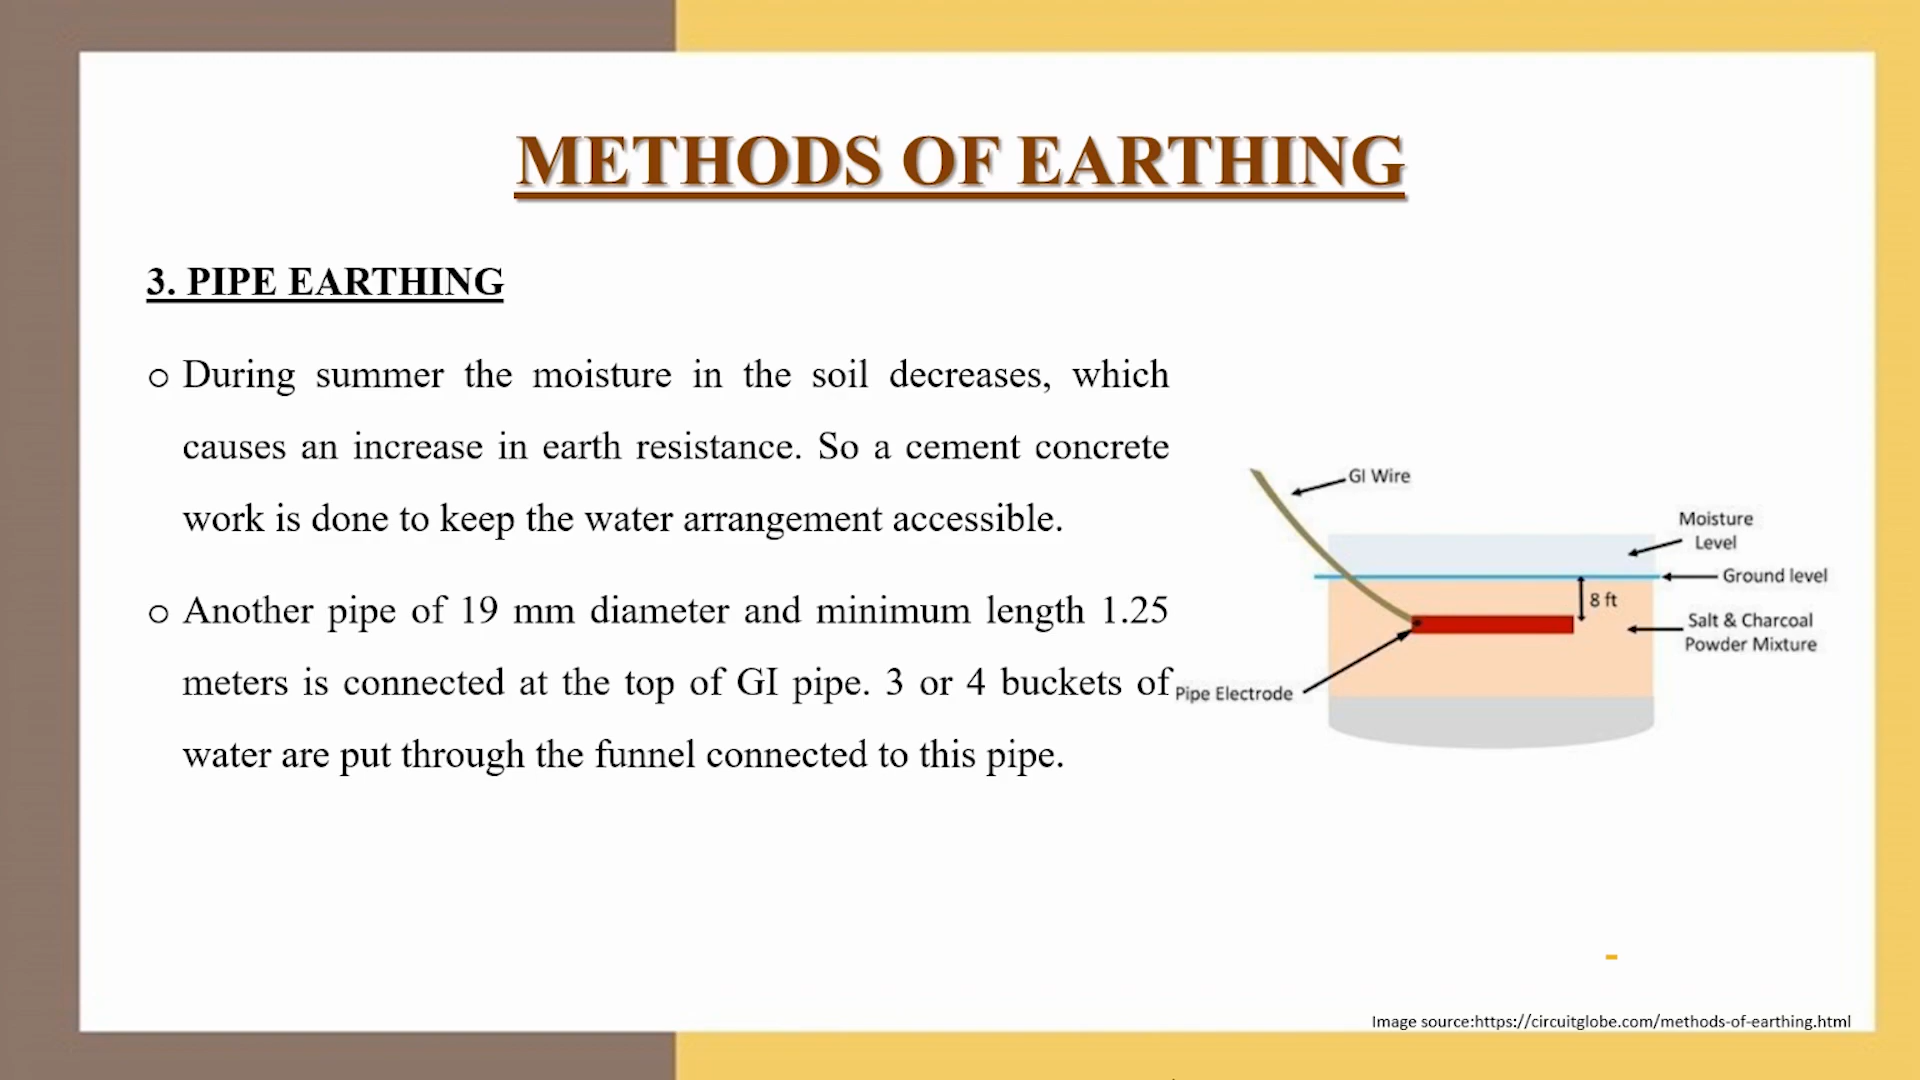 METHODS OF EARTHING
3. PIPE EARTHING
o During summer the moisture in the soil decreases, which
causes an increase in earth resistance. So a cement concrete
work is done to keep the water arrangement accessible.
o Another pipe of 19 mm diameter and minimum length 1.25
meters is connected at the top of GI pipe. 3 or 4 buckets of
water are put through the funnel connected to this pipe.
GI Wire
Moisture
Level
Ground level
8 ft
Salt & Charcoal
Powder Mixture
Pipe Electrode
Image source:https://circuitglobe.com/methods-of-earthing.html